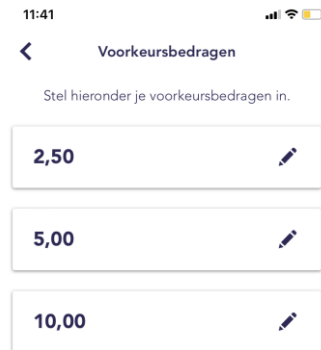 11:41
Voorkeursbedragen
Stel hieronder je voorkeursbedragen in.
2,50
5,00
10,00